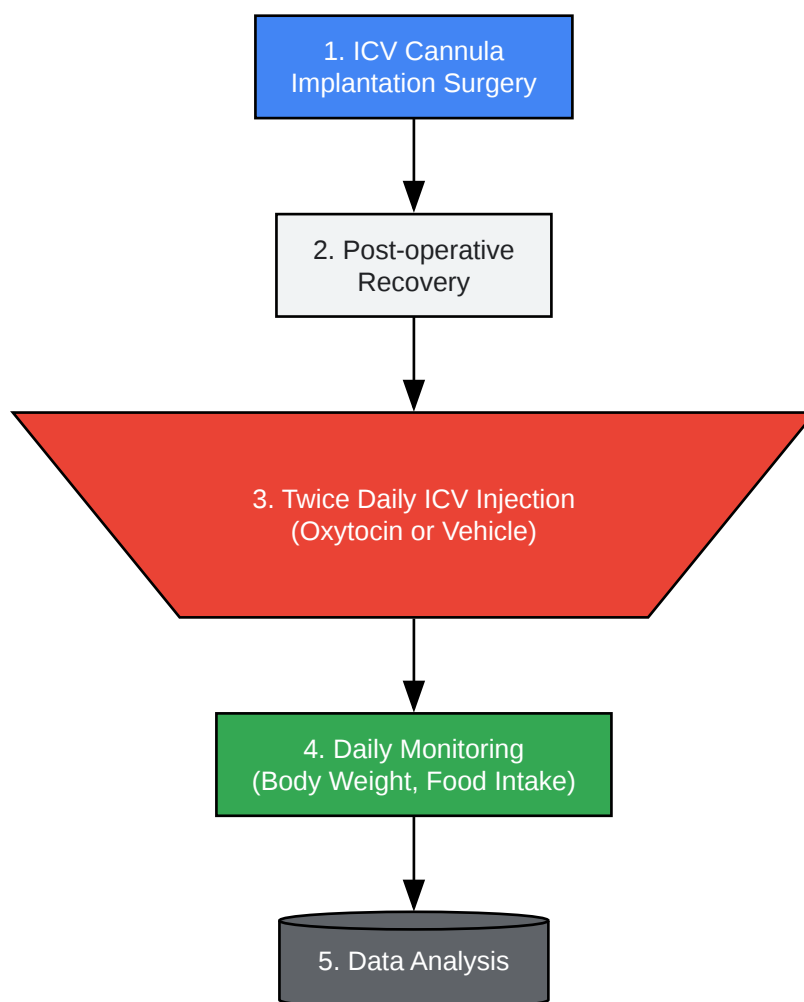 1. ICV Cannula
Implantation Surgery
2. Post-operative
Recovery
3. Twice Daily ICV Injection
(Oxytocin or Vehicle)
4. Daily Monitoring
(Body Weight, Food Intake)
5. Data Analysis